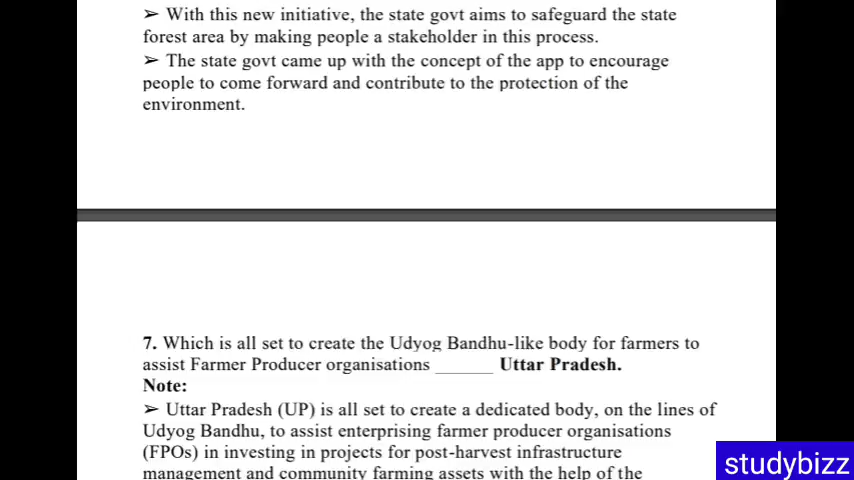 ➢ With this new initiative, the state govt aims to safeguard the state
forest area by making people a stakeholder in this process.
➢ The state govt came up with the concept of the app to encourage
people to come forward and contribute to the protection of the
environment.
7. Which is all set to create the Udyog Bandhu-like body for farmers to
assist Farmer Producer organisations ______ Uttar Pradesh.
Note:
➢ Uttar Pradesh (UP) is all set to create a dedicated body, on the lines of
Udyog Bandhu, to assist enterprising farmer producer organisations
(FPOs) in investing in projects for post-harvest infrastructure
management and community farming assets with the help of the
studybizz